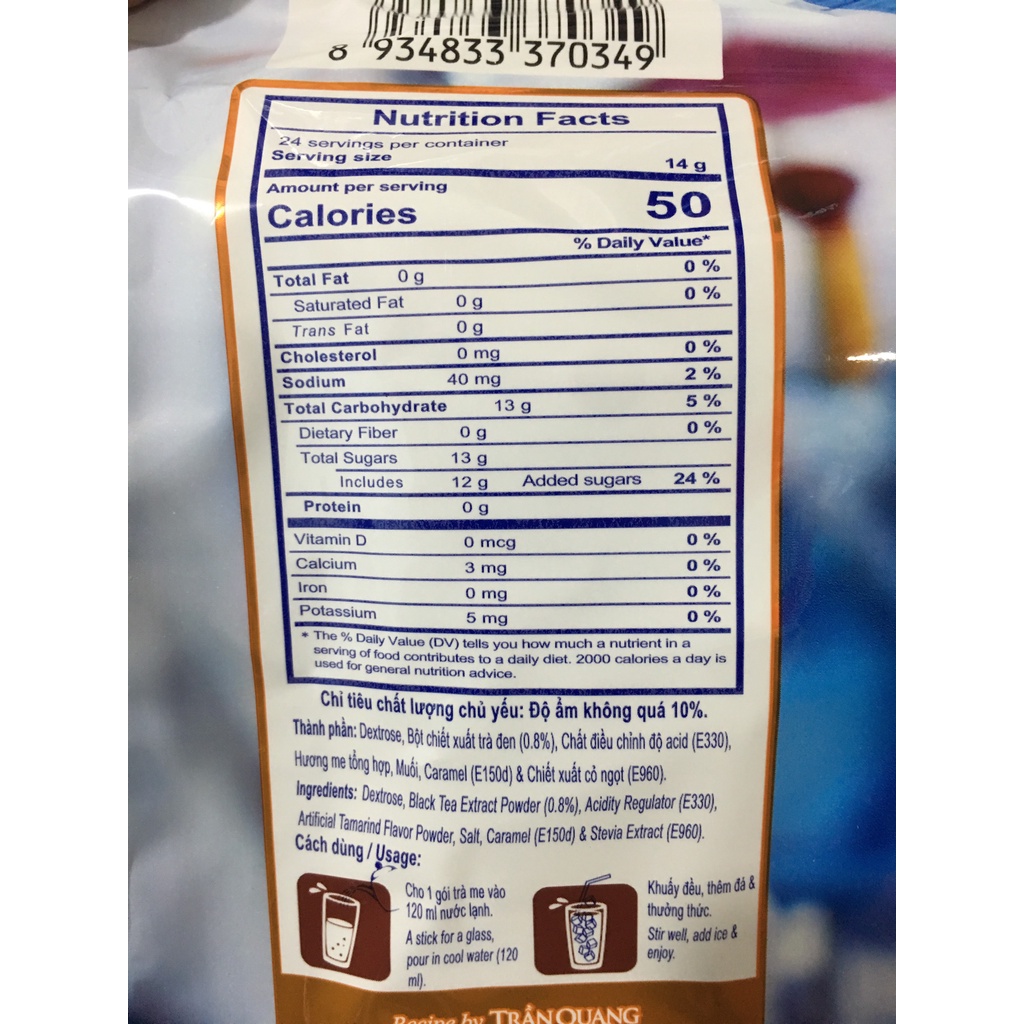 8 934833 370349
Nutrition Facts
24 servings per container
Serving size 14 g
Amount per serving
Calories 50
% Daily Value*
Total Fat 0 g 0 %
Saturated Fat 0 g 0 %
Trans Fat 0 g
Cholesterol 0 mg 0 %
Sodium 40 mg 2 %
Total Carbohydrate 13 g 5 %
Dietary Fiber 0 g 0 %
Total Sugars 13 g
Includes 12 g Added sugars 24 %
Protein 0 g
Vitamin D 0 mcg 0 %
Calcium 3 mg 0 %
Iron 0 mg 0 %
Potassium 5 mg 0 %
* The % Daily Value (DV) tells you how much a nutrient in a
serving of food contributes to a daily diet. 2000 calories a day is
used for general nutrition advice.
Chỉ tiêu chất lượng chủ yếu: Độ ẩm không quá 10%.
Thành phần: Dextrose, Bột chiết xuất trà đen (0.8%), Chất điều chỉnh độ acid (E330),
Hương me tổng hợp, Muối, Caramel (E150d) & Chiết xuất cỏ ngọt (E960).
Ingredients: Dextrose, Black Tea Extract Powder (0.8%), Acidity Regulator (E330),
Artificial Tamarind Flavor Powder, Salt, Caramel (E150d) & Stevia Extract (E960).
Cách dùng / Usage:
Cho 1 gói trà me vào
120 ml nước lạnh.
A stick for a glass,
pour in cool water (120
ml).
Khuấy đều, thêm đá &
thưởng thức.
Stir well, add ice &
enjoy.
Recipe by TRẦN QUANG